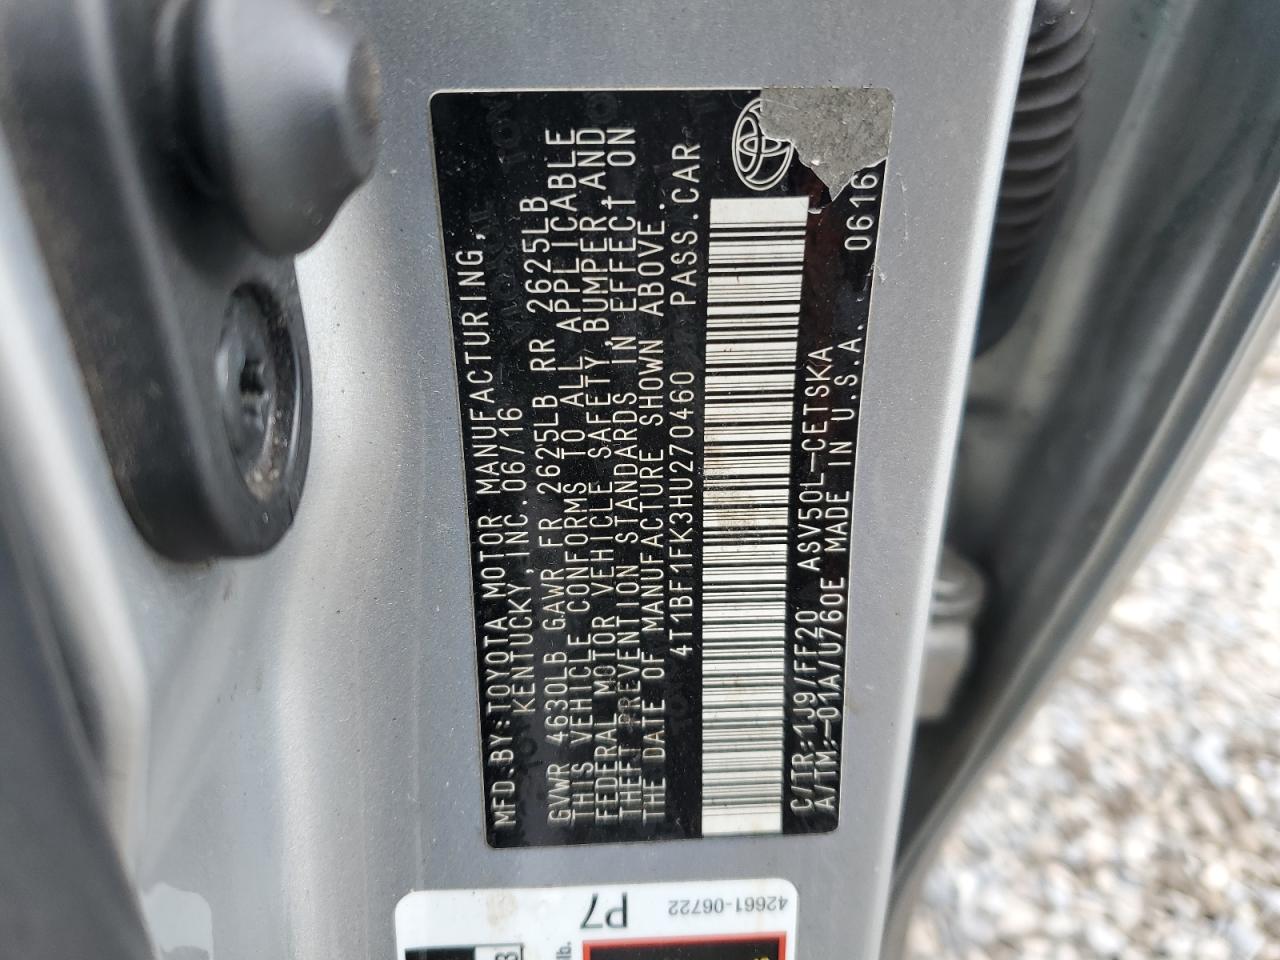 MFD.BY:TOYOTA MOTOR MANUFACTURING,
KENTUCKY,INC.06/16
GVWR 4630LB GAWR FR 2625LB RR 2625LB
THIS VEHICLE CONFORMS TO ALL APPLICABLE
FEDERAL MOTOR VEHICLE SAFETY,BUMPER AND
THEFT PREVENTION STANDARDS IN EFFECT ON
THE DATE OF MANUFACTURE SHOWN ABOVE.
4T1BF1FK3HU270460 PASS.CAR
C/TR:1J9/FF20 ASV50L-CETSKA
A/TM:-01A/U760E MADE IN U.S.A. 0616
42661-06722
P7
lb.